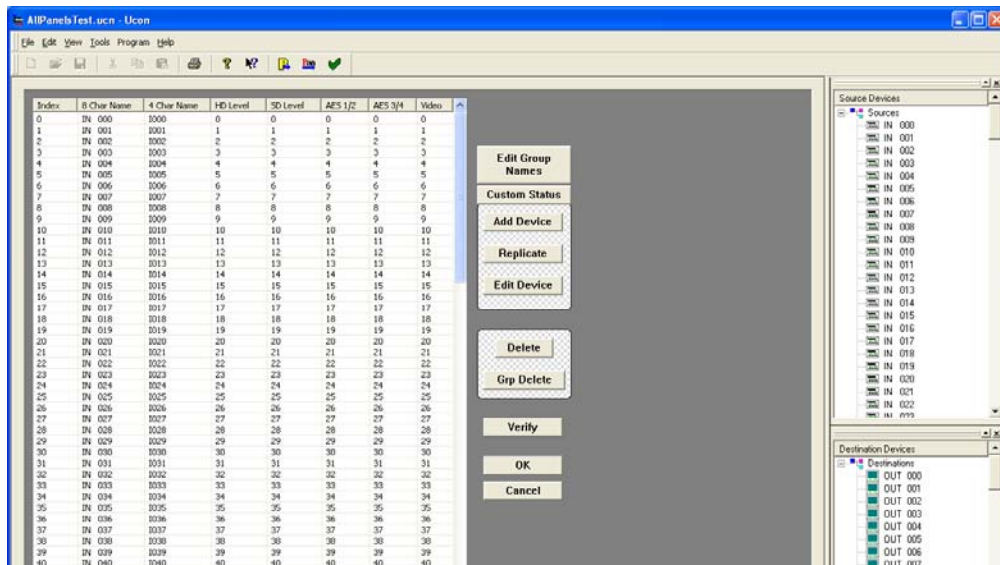 AllPanelsTest.ucn - Ucon
File Edit View Tools Program Help
Index 8 Char Name 4 Char Name HD Level SD Level AES 1/2 AES 3/4 Video
0 IN 000 I000 0 0 0 0 0
1 IN 001 I001 1 1 1 1 1
2 IN 002 I002 2 2 2 2 2
3 IN 003 I003 3 3 3 3 3
4 IN 004 I004 4 4 4 4 4
5 IN 005 I005 5 5 5 5 5
6 IN 006 I006 6 6 6 6 6
7 IN 007 I007 7 7 7 7 7
8 IN 008 I008 8 8 8 8 8
9 IN 009 I009 9 9 9 9 9
10 IN 010 I010 10 10 10 10 10
11 IN 011 I011 11 11 11 11 11
12 IN 012 I012 12 12 12 12 12
13 IN 013 I013 13 13 13 13 13
14 IN 014 I014 14 14 14 14 14
15 IN 015 I015 15 15 15 15 15
16 IN 016 I016 16 16 16 16 16
17 IN 017 I017 17 17 17 17 17
18 IN 018 I018 18 18 18 18 18
19 IN 019 I019 19 19 19 19 19
20 IN 020 I020 20 20 20 20 20
21 IN 021 I021 21 21 21 21 21
22 IN 022 I022 22 22 22 22 22
23 IN 023 I023 23 23 23 23 23
24 IN 024 I024 24 24 24 24 24
25 IN 025 I025 25 25 25 25 25
26 IN 026 I026 26 26 26 26 26
27 IN 027 I027 27 27 27 27 27
28 IN 028 I028 28 28 28 28 28
29 IN 029 I029 29 29 29 29 29
30 IN 030 I030 30 30 30 30 30
31 IN 031 I031 31 31 31 31 31
32 IN 032 I032 32 32 32 32 32
33 IN 033 I033 33 33 33 33 33
34 IN 034 I034 34 34 34 34 34
35 IN 035 I035 35 35 35 35 35
36 IN 036 I036 36 36 36 36 36
37 IN 037 I037 37 37 37 37 37
38 IN 038 I038 38 38 38 38 38
39 IN 039 I039 39 39 39 39 39
40 IN 040 I040 40 40 40 40 40
Edit Group
Names
Custom Status
Add Device
Replicate
Edit Device
Delete
Grp Delete
Verify
OK
Cancel
Source Devices
Sources
IN 000
IN 001
IN 002
IN 003
IN 004
IN 005
IN 006
IN 007
IN 008
IN 009
IN 010
IN 011
IN 012
IN 013
IN 014
IN 015
IN 016
IN 017
IN 018
IN 019
IN 020
IN 021
IN 022
IN 023
Destination Devices
Destinations
OUT 000
OUT 001
OUT 002
OUT 003
OUT 004
OUT 005
OUT 006
OUT 007